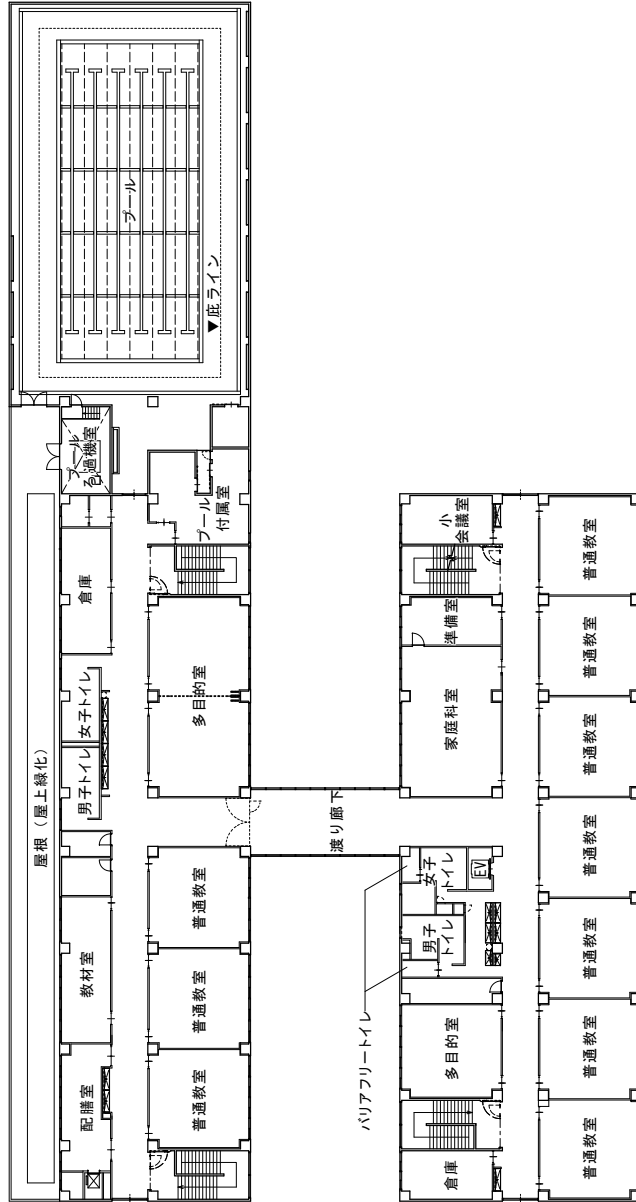 屋根（屋上緑化）
配膳室
教材室
男子トイレ
女子トイレ
倉庫
プール
ろ過機室
プール
▼庇ライン
普通教室
普通教室
普通教室
多目的室
プール
付属室
渡り廊下
バリアフリートイレ
倉庫
多目的室
男子
トイレ
女子
トイレ
EV
家庭科室
準備室
小
会議室
普通教室
普通教室
普通教室
普通教室
普通教室
普通教室
普通教室